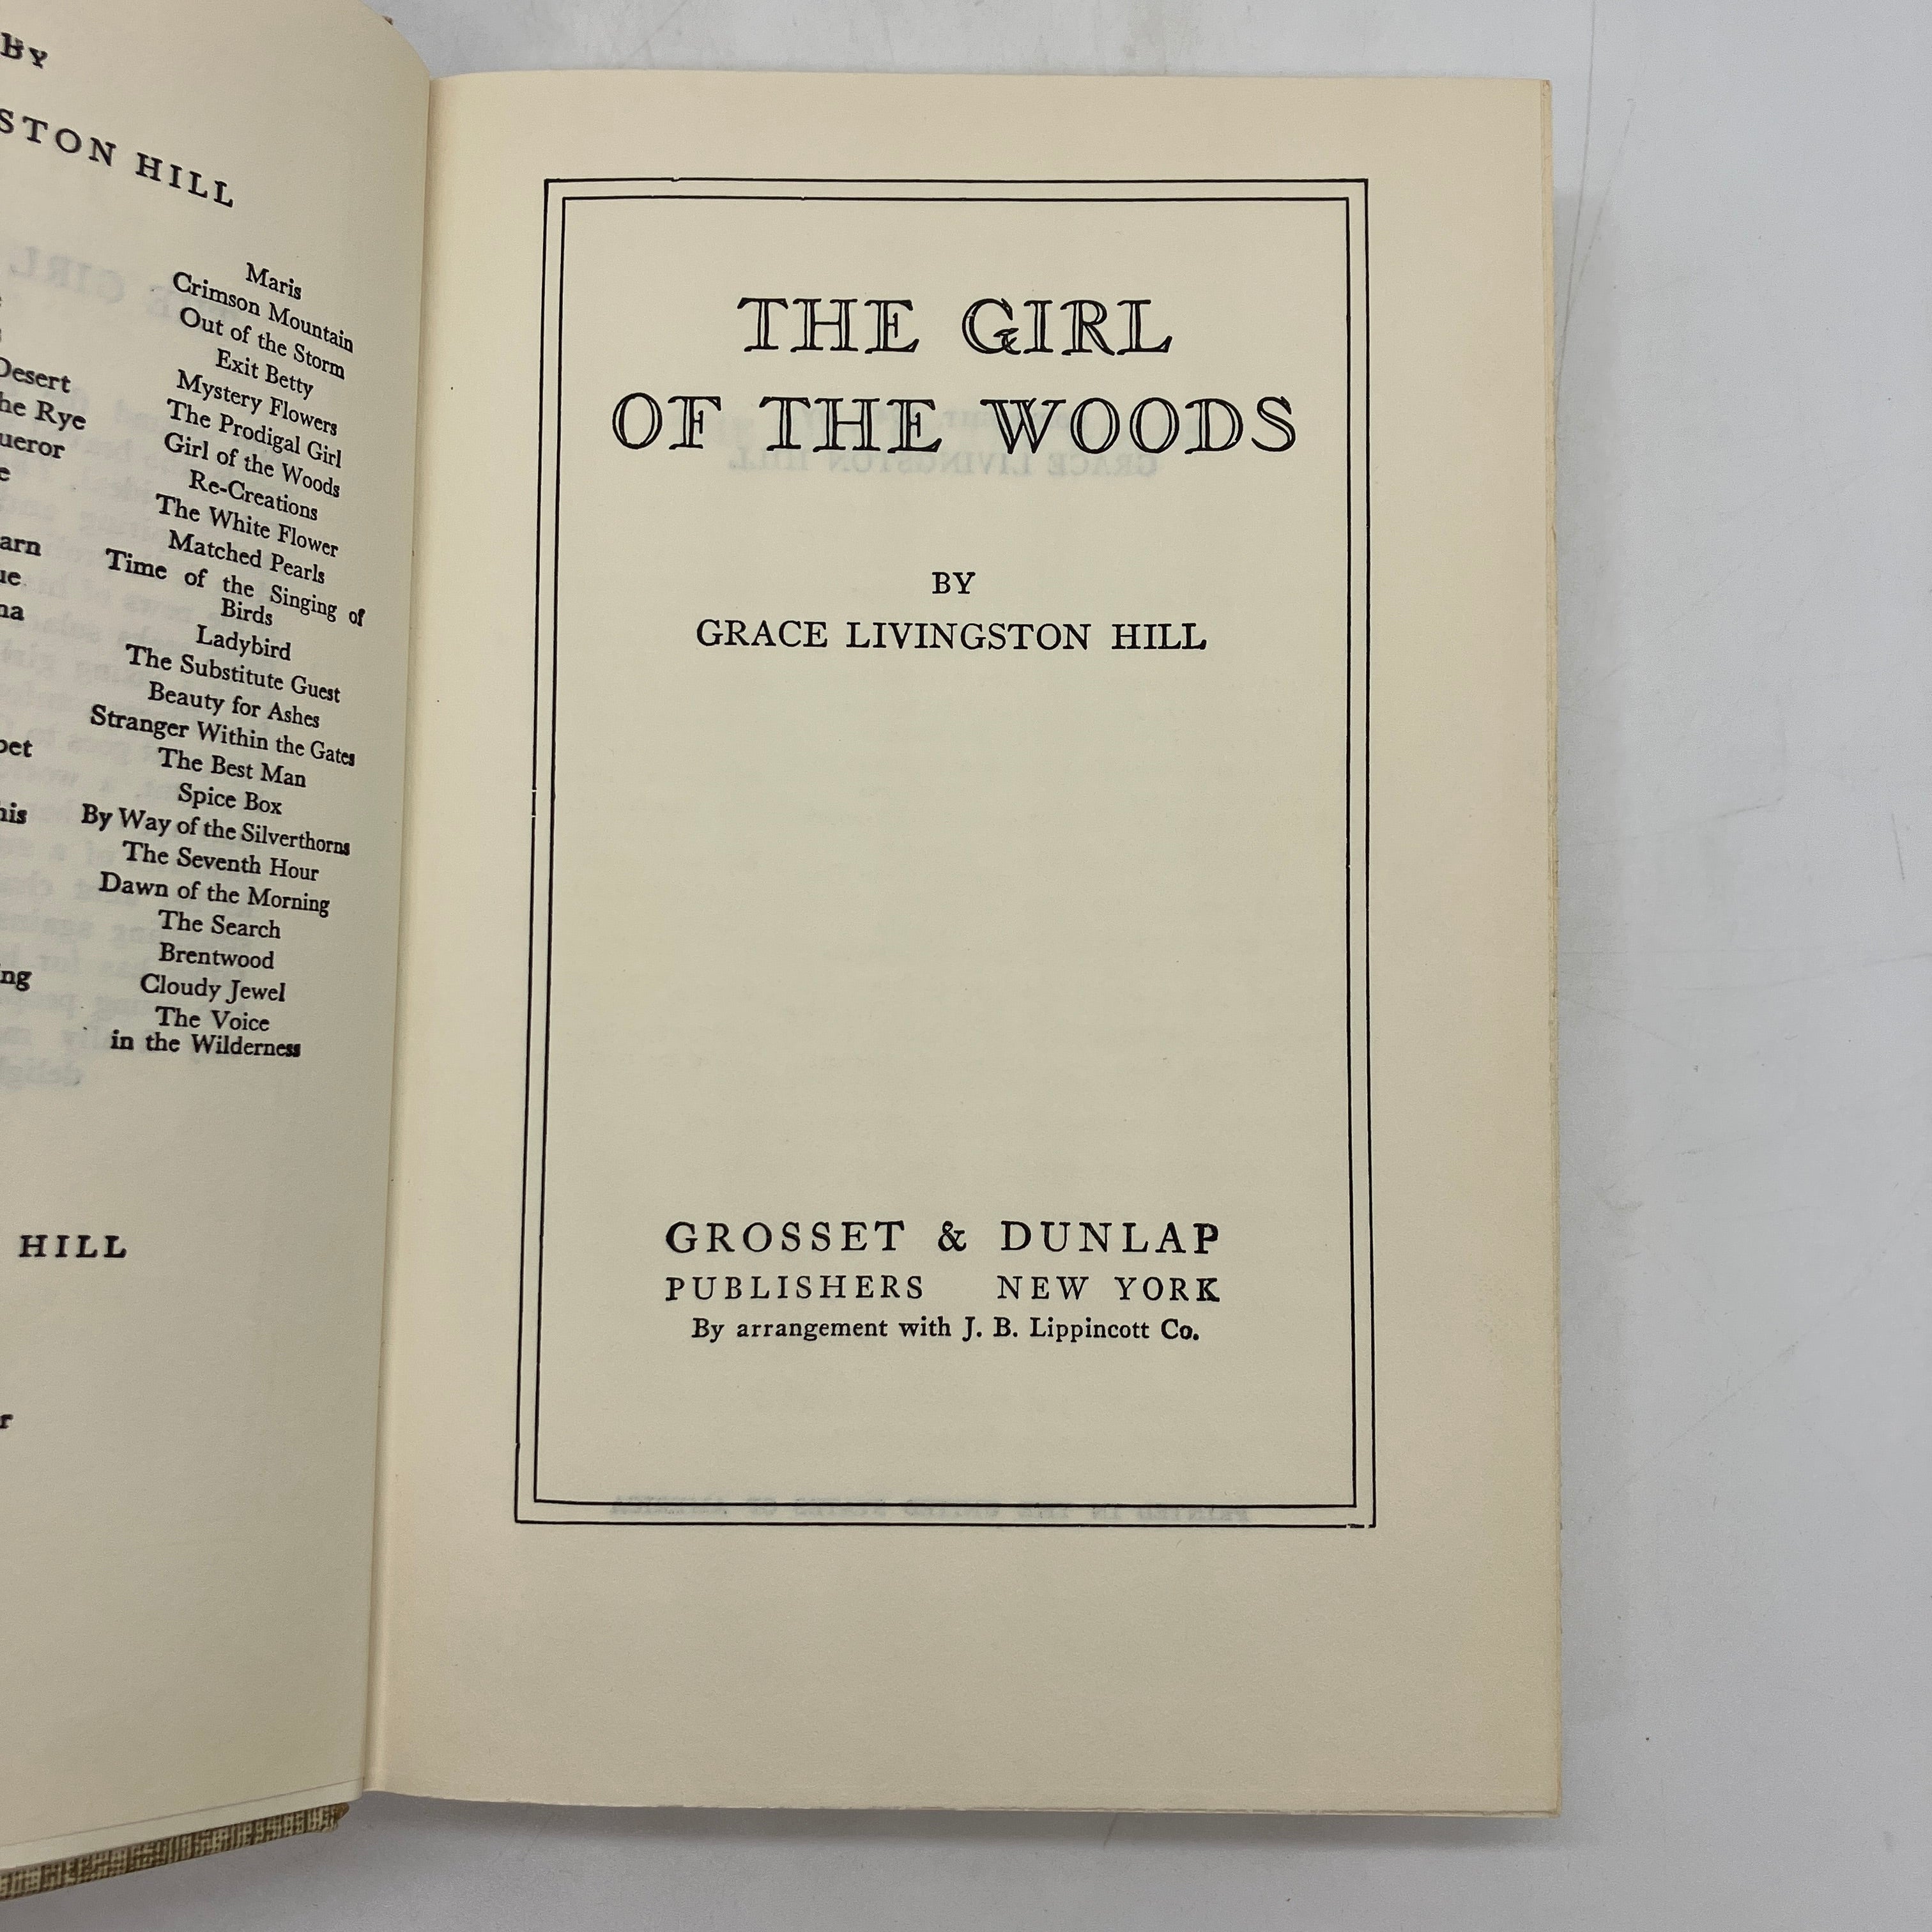 BY
STON HILL
Desert
he Rye
ueror
arn
ue
na
pet
his
ng
HILL
r
Maris
Crimson Mountain
Out of the Storm
Exit Betty
Mystery Flowers
The Prodigal Girl
Girl of the Woods
Re-Creations
The White Flower
Matched Pearls
Time of the Singing of
Birds
Ladybird
The Substitute Guest
Beauty for Ashes
Stranger Within the Gates
The Best Man
Spice Box
By Way of the Silverthorns
The Seventh Hour
Dawn of the Morning
The Search
Brentwood
Cloudy Jewel
The Voice
in the Wilderness
THE GIRL
OF THE WOODS
BY
GRACE LIVINGSTON HILL
GROSSET & DUNLAP
PUBLISHERS NEW YORK
By arrangement with J. B. Lippincott Co.